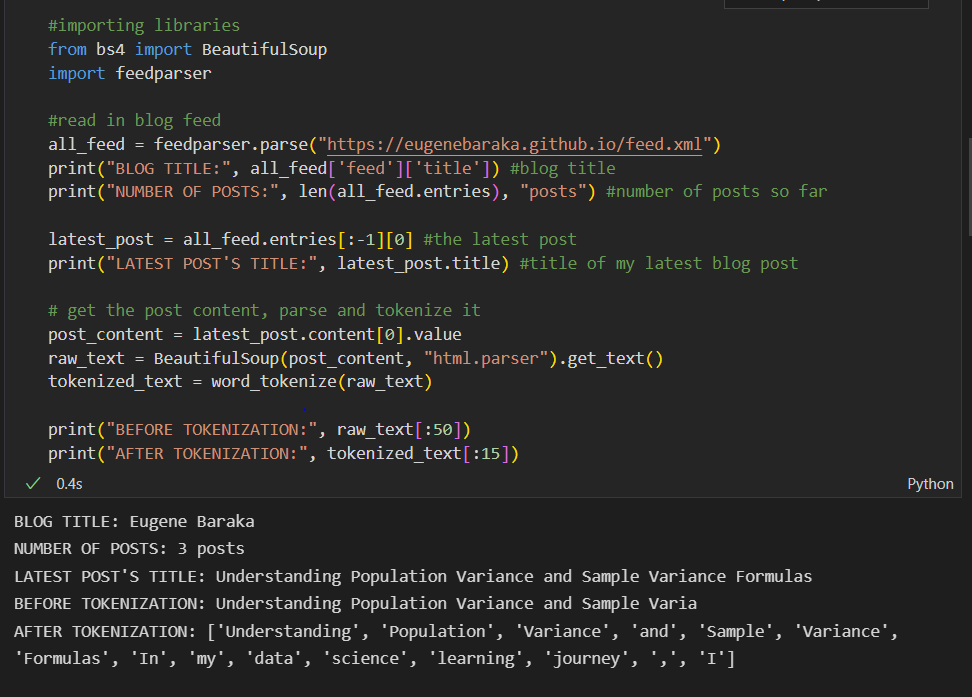 #importing libraries
from bs4 import BeautifulSoup
import feedparser
#read in blog feed
all_feed = feedparser.parse("https://eugenebaraka.github.io/feed.xml")
print("BLOG TITLE:", all_feed['feed']['title']) #blog title
print("NUMBER OF POSTS:", len(all_feed.entries), "posts") #number of posts so far
latest_post = all_feed.entries[:-1][0] #the latest post
print("LATEST POST'S TITLE:", latest_post.title) #title of my latest blog post
# get the post content, parse and tokenize it
post_content = latest_post.content[0].value
raw_text = BeautifulSoup(post_content, "html.parser").get_text()
tokenized_text = word_tokenize(raw_text)
print("BEFORE TOKENIZATION:", raw_text[:50])
print("AFTER TOKENIZATION:", tokenized_text[:15])
✓ 0.4s Python
BLOG TITLE: Eugene Baraka
NUMBER OF POSTS: 3 posts
LATEST POST'S TITLE: Understanding Population Variance and Sample Variance Formulas
BEFORE TOKENIZATION: Understanding Population Variance and Sample Varia
AFTER TOKENIZATION: ['Understanding', 'Population', 'Variance', 'and', 'Sample', 'Variance',
'Formulas', 'In', 'my', 'data', 'science', 'learning', 'journey', ',', 'I']